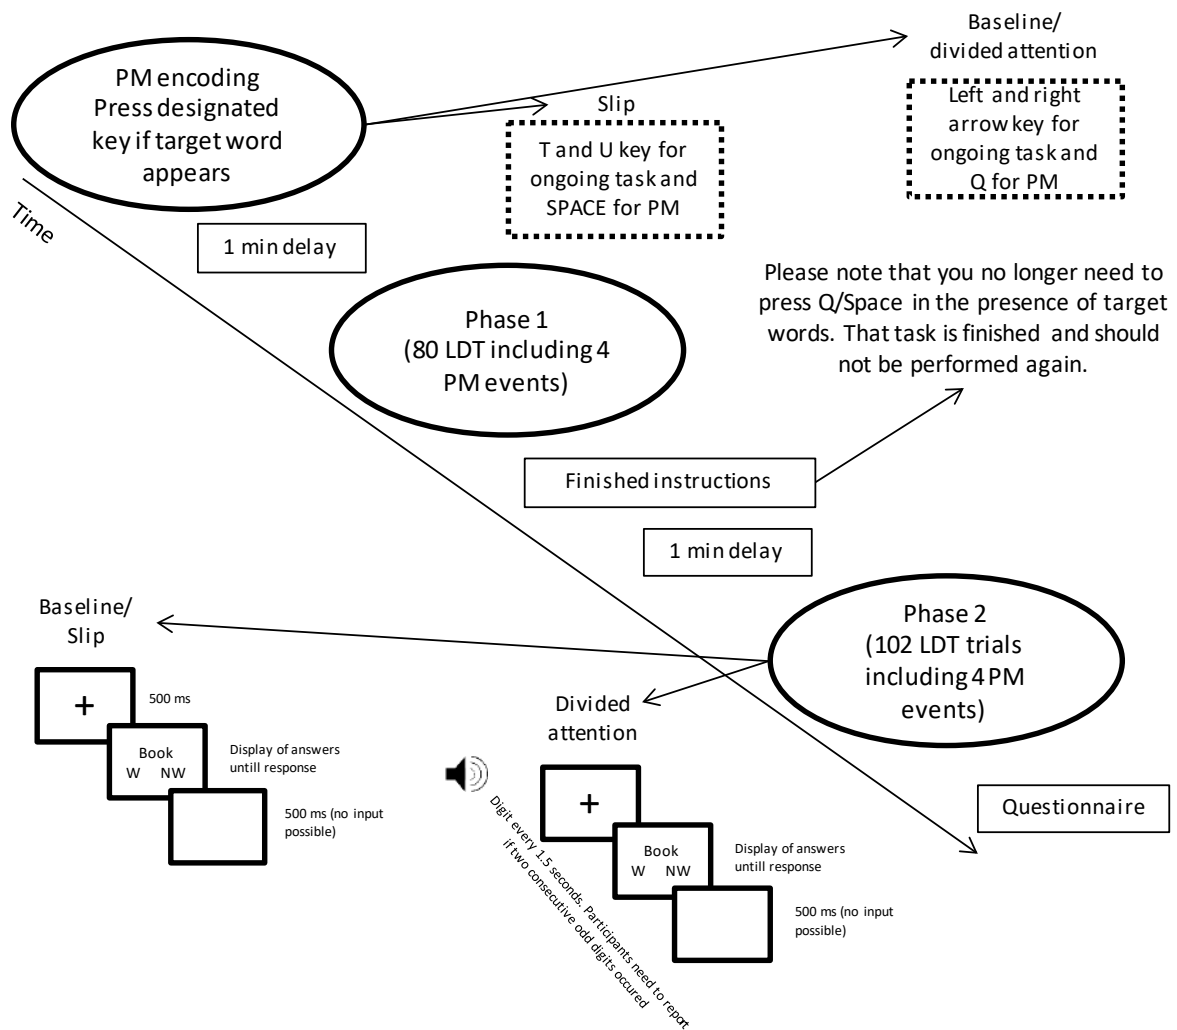 Baseline/
divided attention
PM encoding
Press designated
key if target word
appears
Slip
T and U key for
ongoing task and
SPACE for PM
Left and right
arrow key for
ongoing task and
Q for PM
Time
1 min delay
Please note that you no longer need to
press Q/Space in the presence of target
words. That task is finished and should
not be performed again.
Phase 1
(80 LDT including 4
PM events)
Finished instructions
1 min delay
Phase 2
(102 LDT trials
including 4 PM
events)
Baseline/
Slip
+
500 ms
Book
W NW
Display of answers
untill response
500 ms (no input
possible)
Divided
attention
Digit every 1.5 seconds. Participants need to report
if two consecutive odd digits occured
+
Book
W NW
Display of answers
untill response
500 ms (no input
possible)
Questionnaire